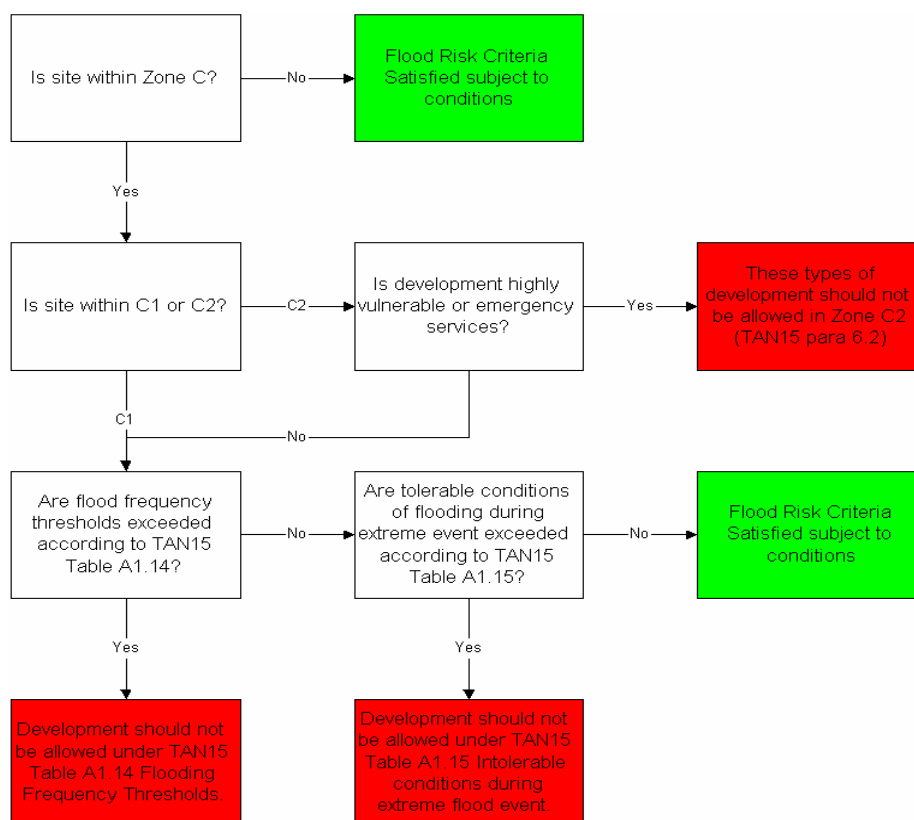 Is site within Zone C?
No
Flood Risk Criteria
Satisfied subject to
conditions
Yes
Is site within C1 or C2?
C2
Is development highly
vulnerable or emergency
services?
Yes
These types of
development should not
be allowed in Zone C2
(TAN15 para 6.2)
C1
No
Are flood frequency
thresholds exceeded
according to TAN15
Table A1.14?
No
Are tolerable conditions
of flooding during
extreme event exceeded
according to TAN15
Table A1.15?
No
Flood Risk Criteria
Satisfied subject to
conditions
Yes
Yes
Development should not
be allowed under TAN15
Table A1.14 Flooding
Frequency Thresholds.
Development should not
be allowed under TAN15
Table A1.15 Intolerable
conditions during
extreme flood event.